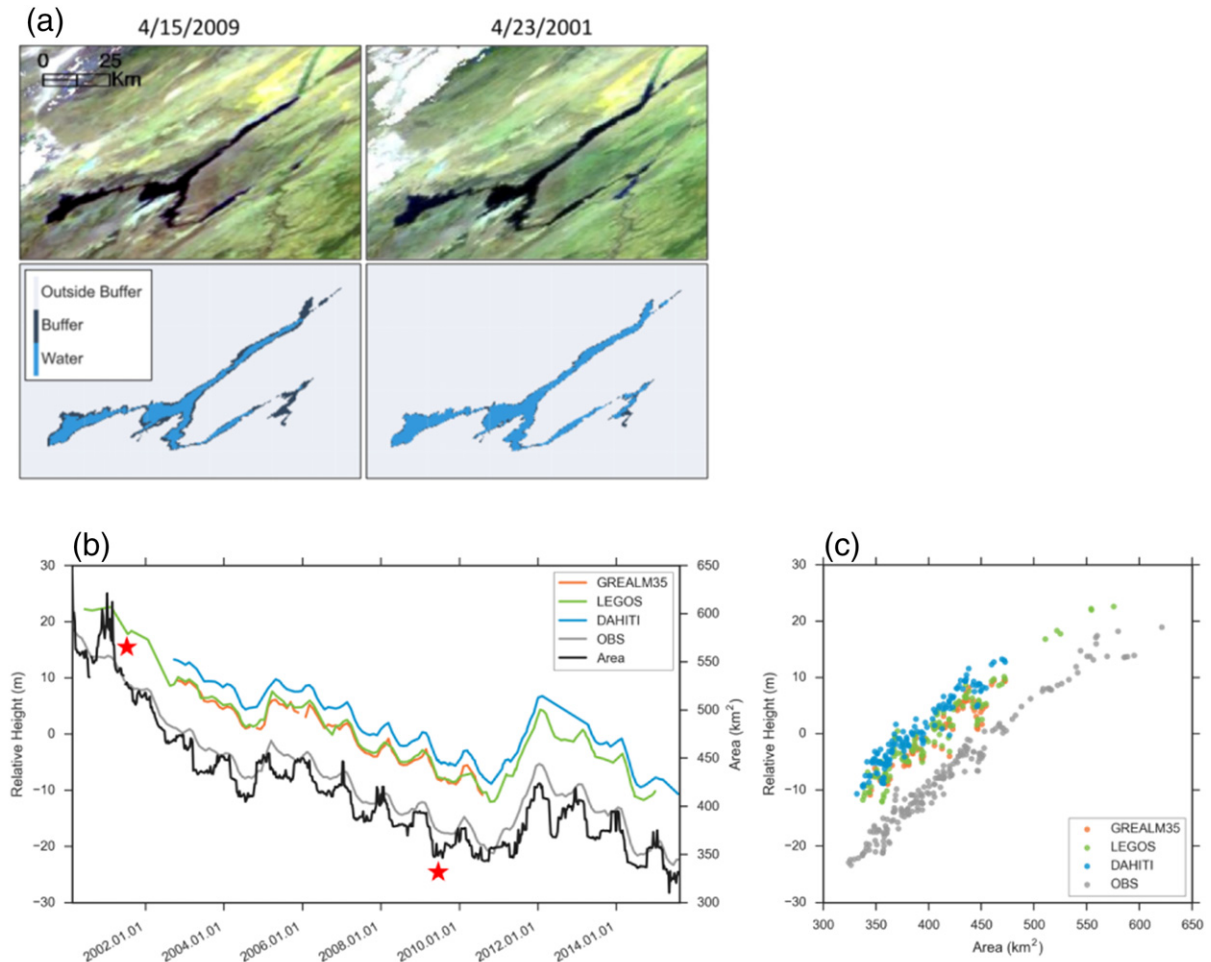 (a)
4/15/2009
4/23/2001
0 25
Km
Outside Buffer
Buffer
Water
(b)
30
20
10
0
−10
−20
−30
Relative Height (m)
650
600
550
500
450
400
350
300
Area (km²)
GREALM35
LEGOS
DAHITI
OBS
Area
2002.01.01
2004.01.01
2006.01.01
2008.01.01
2010.01.01
2012.01.01
2014.01.01
(c)
30
20
10
0
−10
−20
−30
Relative Height (m)
GREALM35
LEGOS
DAHITI
OBS
300 350 400 450 500 550 600 650
Area (km²)